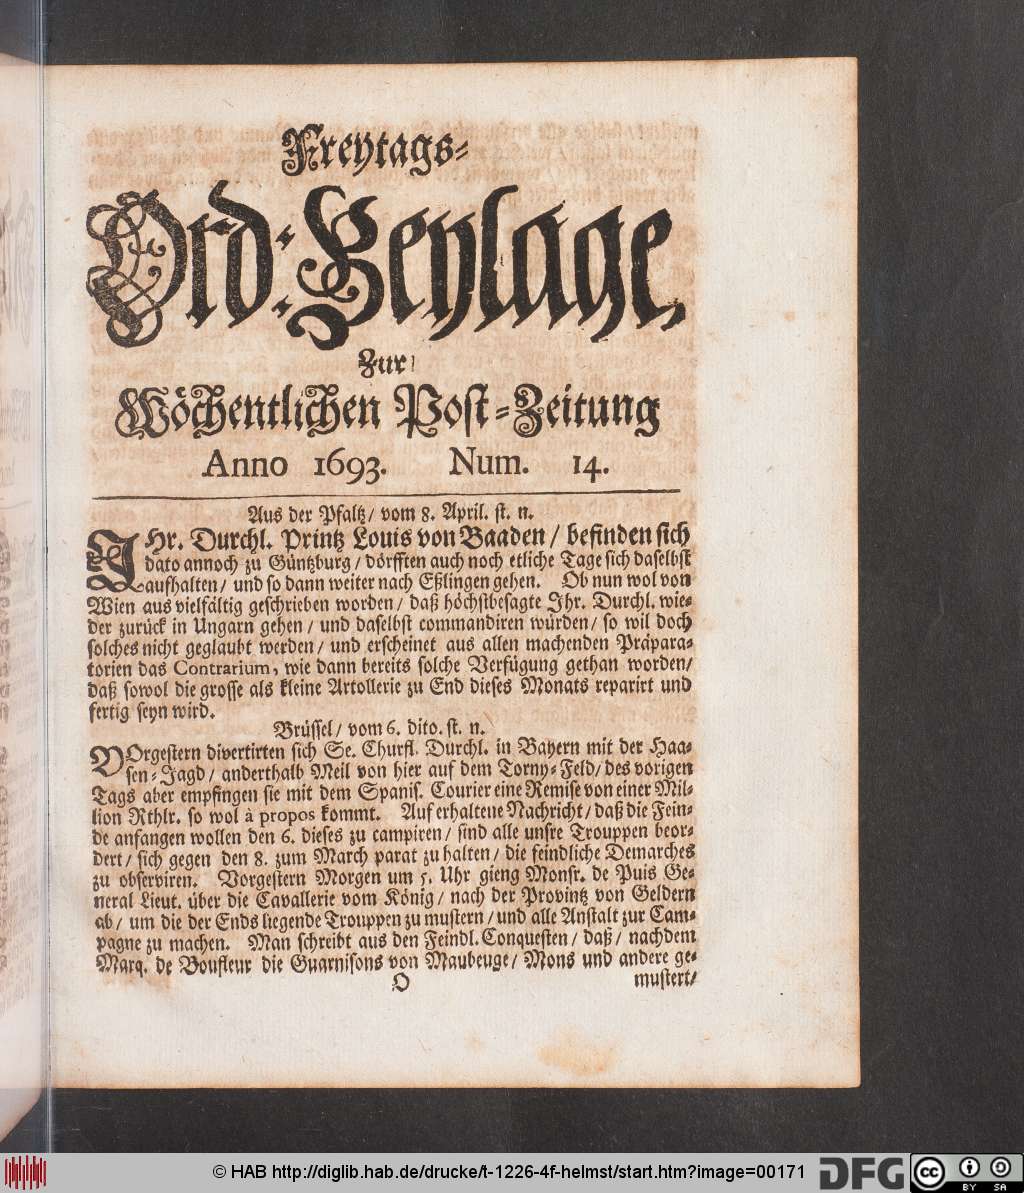 Freytags-
Ord: Beylage,
Zur
Wöchentlichen Post-Zeitung
Anno 1693. Num. 14.
Aus der Pfaltz/ vom 8. April. st. n.
IHr. Durchl. Printz Louis von Baaden/ befinden sich
dato annoch zu Güntzburg/ dörfften auch noch etliche Tage sich daselbst
aufhalten/ und so dann weiter nach Eßlingen gehen. Ob nun wol von
Wien aus vielfältig geschrieben worden/ daß höchstbesagte Ihr. Durchl. wie-
der zurück in Ungarn gehen/ und daselbst commandiren würden/ so wil doch
solches nicht geglaubt werden/ und erscheinet aus allen machenden Präpara-
torien das Contrarium, wie dann bereits solche Verfügung gethan worden/
daß sowol die grosse als kleine Artollerie zu End dieses Monats reparirt und
fertig seyn wird.
Brüssel/ vom 6. dito. st. n.
VOrgestern divertirten sich Se. Churfl. Durchl. in Bayern mit der Haa-
sen-Jagd/ anderthalb Meil von hier auf dem Torny-Feld/ des vorigen
Tags aber empfingen sie mit dem Spanis. Courier eine Remise von einer Mil-
lion Rthlr. so wol à propos kommt. Auf erhaltene Nachricht/ daß die Fein-
de anfangen wollen den 6. dieses zu campiren/ sind alle unsre Trouppen beor-
dert/ sich gegen den 8. zum March parat zu halten/ die feindliche Demarches
zu observiren. Vorgestern Morgen um 5. Uhr gieng Monsr. de Puis Ge-
neral Lieut. über die Cavallerie vom König/ nach der Provintz von Geldern
ab/ um die der Ends liegende Trouppen zu mustern/ und alle Anstalt zur Cam-
pagne zu machen. Man schreibt aus den Feindl. Conquesten/ daß/ nachdem
Marq. de Boufleur die Guarnisons von Maubeuge/ Mons und andere ge-
O mustert/
© HAB http://diglib.hab.de/drucke/t-1226-4f-helmst/start.htm?image=00171
DFG
cc BY SA